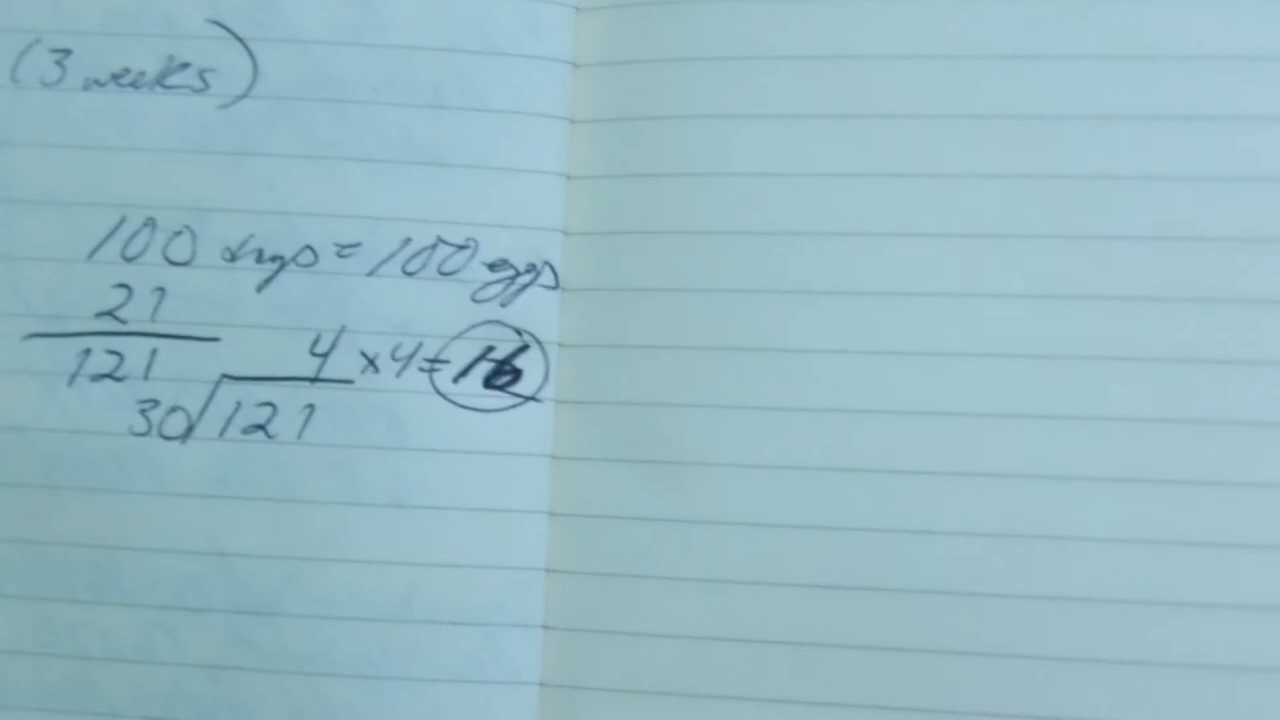 (3 weeks)
100 days = 100 eggs
21
121
4 x 4 = 16
30 121